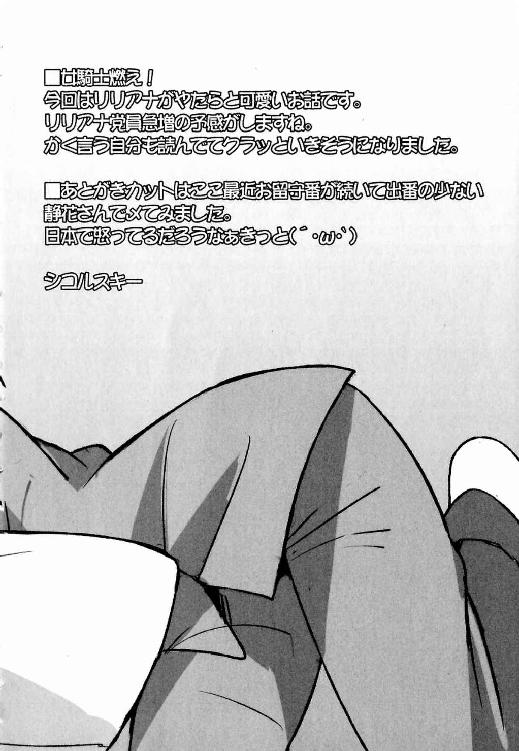 ■女騎士燃え！
今回はリリアナがやたらと可愛いお話です。
リリアナ党員急増の予感がしますね。
かく言う自分も読んでてクラッといきそうになりました。
■あとがきカットはここ最近お留守番が続いて出番の少ない
静花さんでメてみました。
日本で怒ってるだろうなぁきっと(´･ω･`)
シコルスキー